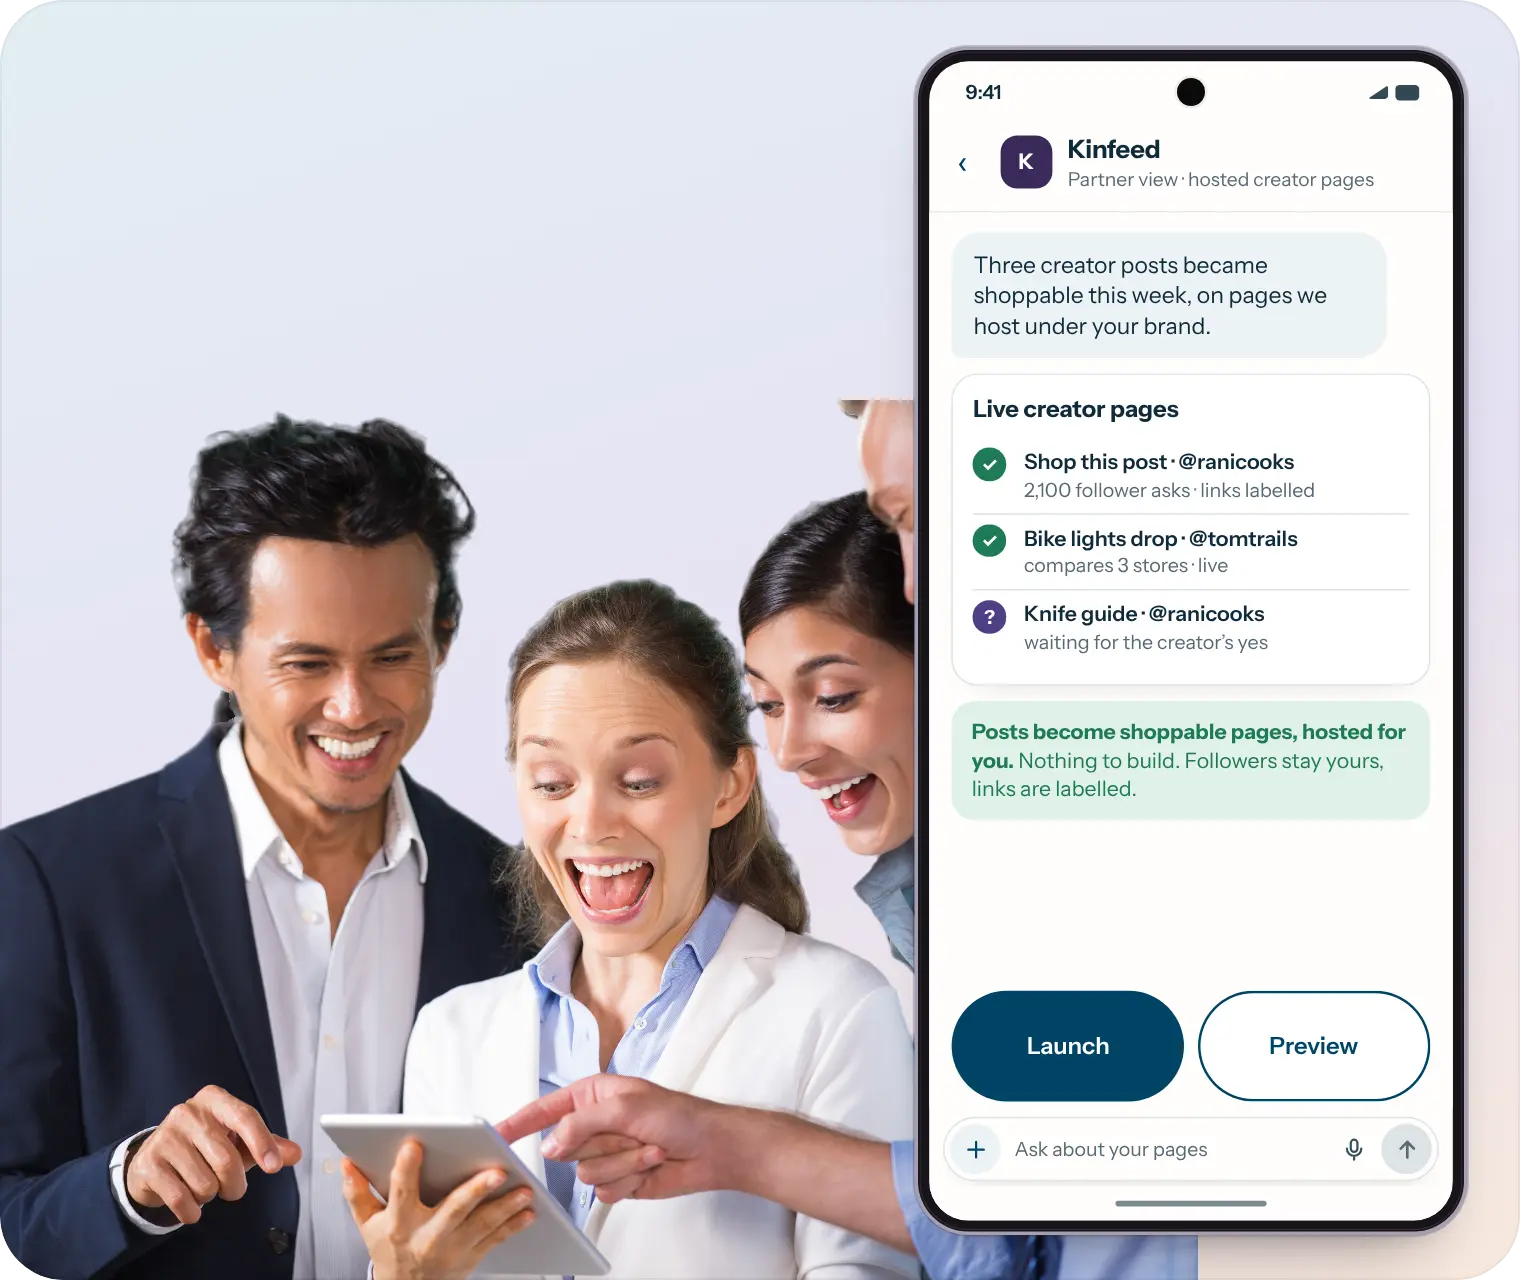 9:41
‹
K
Kinfeed
Partner view · hosted creator pages
Three creator posts became
shoppable this week, on pages we
host under your brand.
Live creator pages
Shop this post · @ranicooks
2,100 follower asks · links labelled
Bike lights drop · @tomtrails
compares 3 stores · live
?
Knife guide · @ranicooks
waiting for the creator’s yes
Posts become shoppable pages, hosted for
you. Nothing to build. Followers stay yours,
links are labelled.
Launch
Preview
Ask about your pages